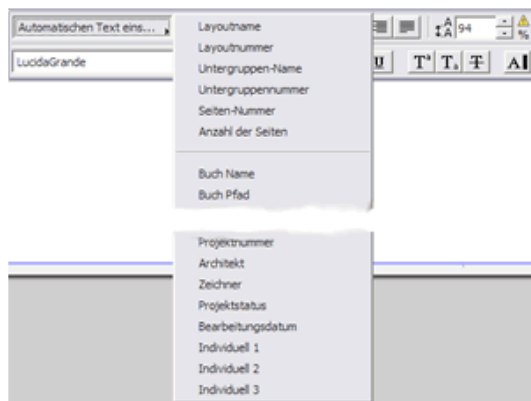 Automatischen Text eins...
Layoutname
Layoutnummer
Untergruppen-Name
Untergruppennummer
Seiten-Nummer
Anzahl der Seiten
Buch Name
Buch Pfad
Projektnummer
Architekt
Zeichner
Projektstatus
Bearbeitungsdatum
Individuell 1
Individuell 2
Individuell 3
94
%
LucidaGrande
U
T
T
T
A